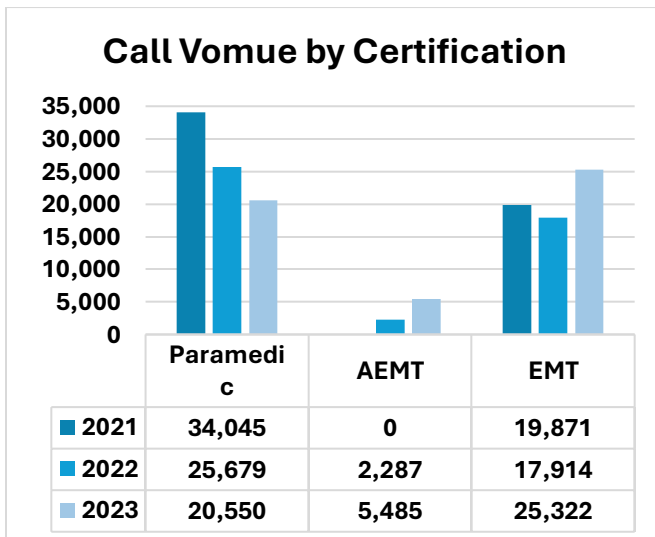 Call Vomue by Certification
35,000
30,000
25,000
20,000
15,000
10,000
5,000
0
Paramedi
c
AEMT
EMT
2021 34,045 0 19,871
2022 25,679 2,287 17,914
2023 20,550 5,485 25,322